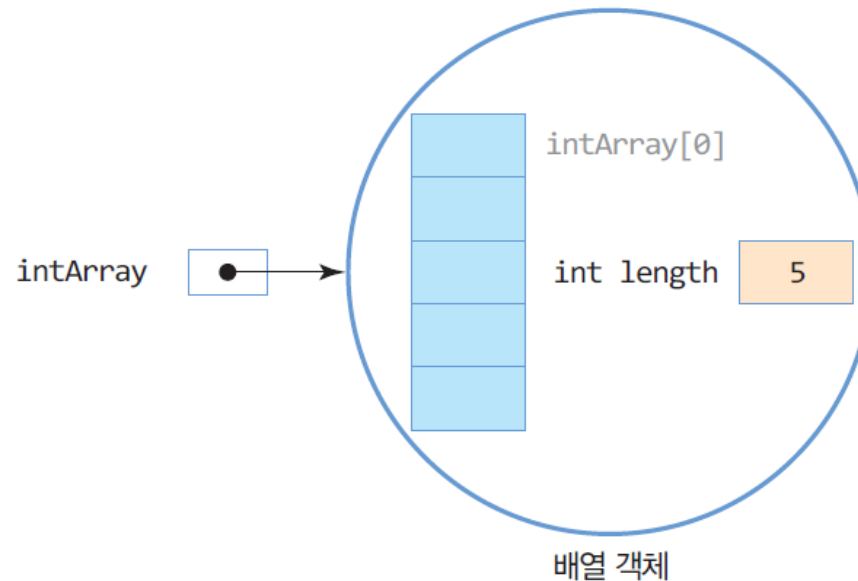 intArray[0]
intArray
int length 5
배열 객체